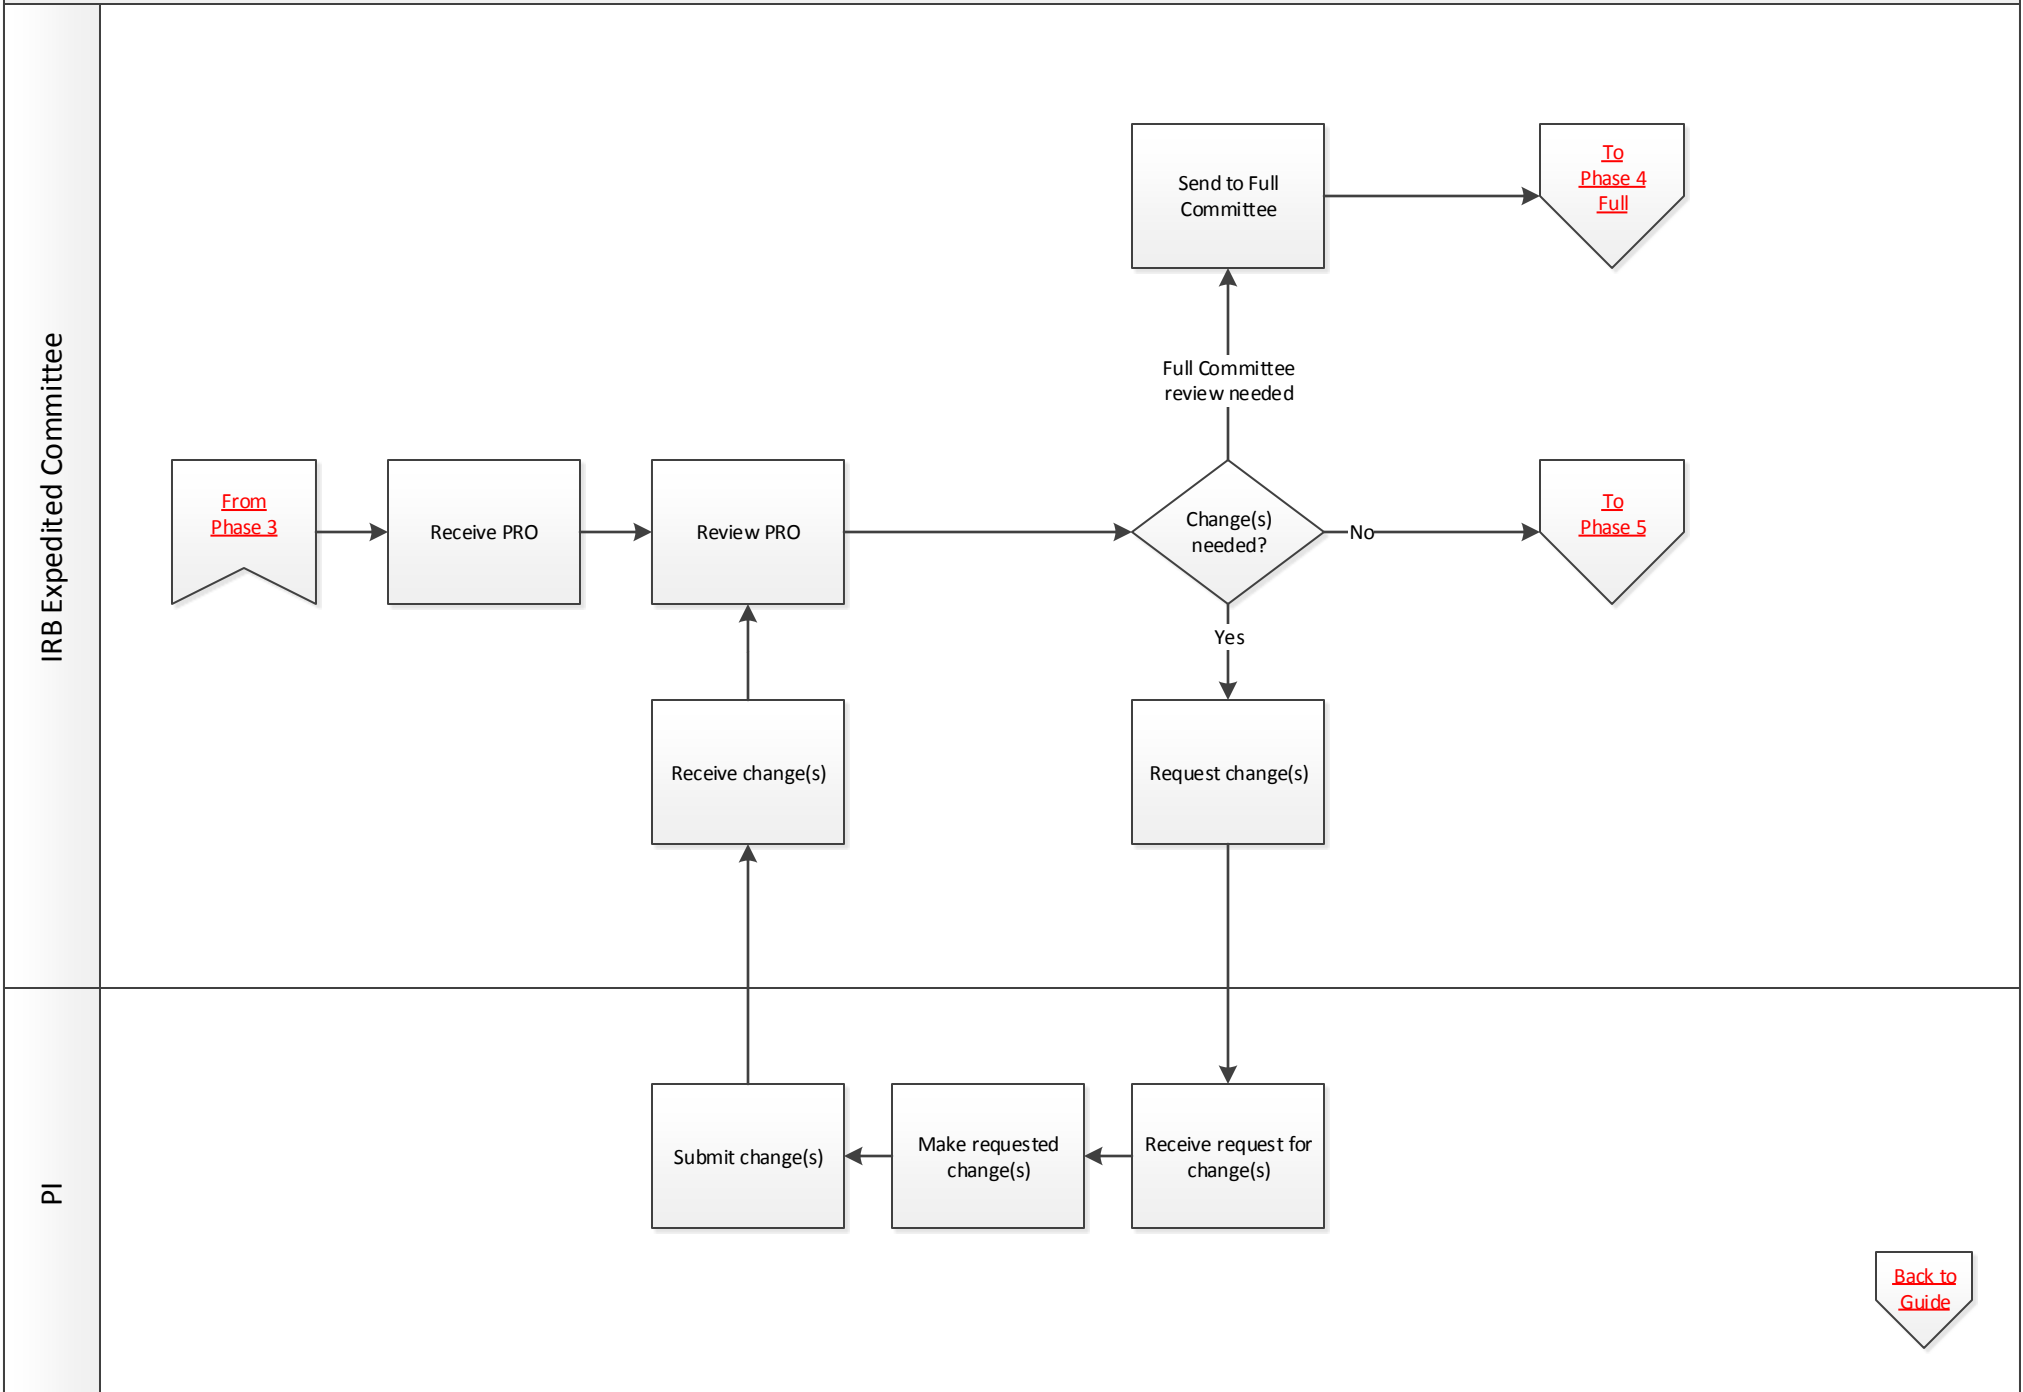 IRB Expedited Committee
Send to Full
Committee
To
Phase 4
Full
Full Committee
review needed
From
Phase 3
Receive PRO
Review PRO
Change(s)
needed?
No
To
Phase 5
Yes
Receive change(s)
Request change(s)
PI
Submit change(s)
Make requested
change(s)
Receive request for
change(s)
Back to
Guide